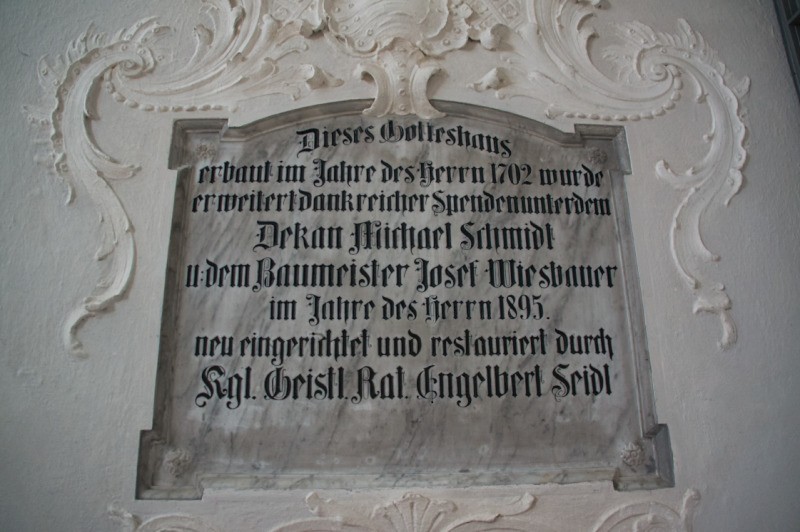 Dieses Gotteshaus
erbaut im Jahre des Herrn 1702 wurde
erweitert dank reicher Spenden unter dem
Dekan Michael Schmidt
u. dem Baumeister Josef Wiesbauer
im Jahre des Herrn 1895.
neu eingerichtet und restauriert durch
Kgl. Geistl. Rat. Engelbert Seidl